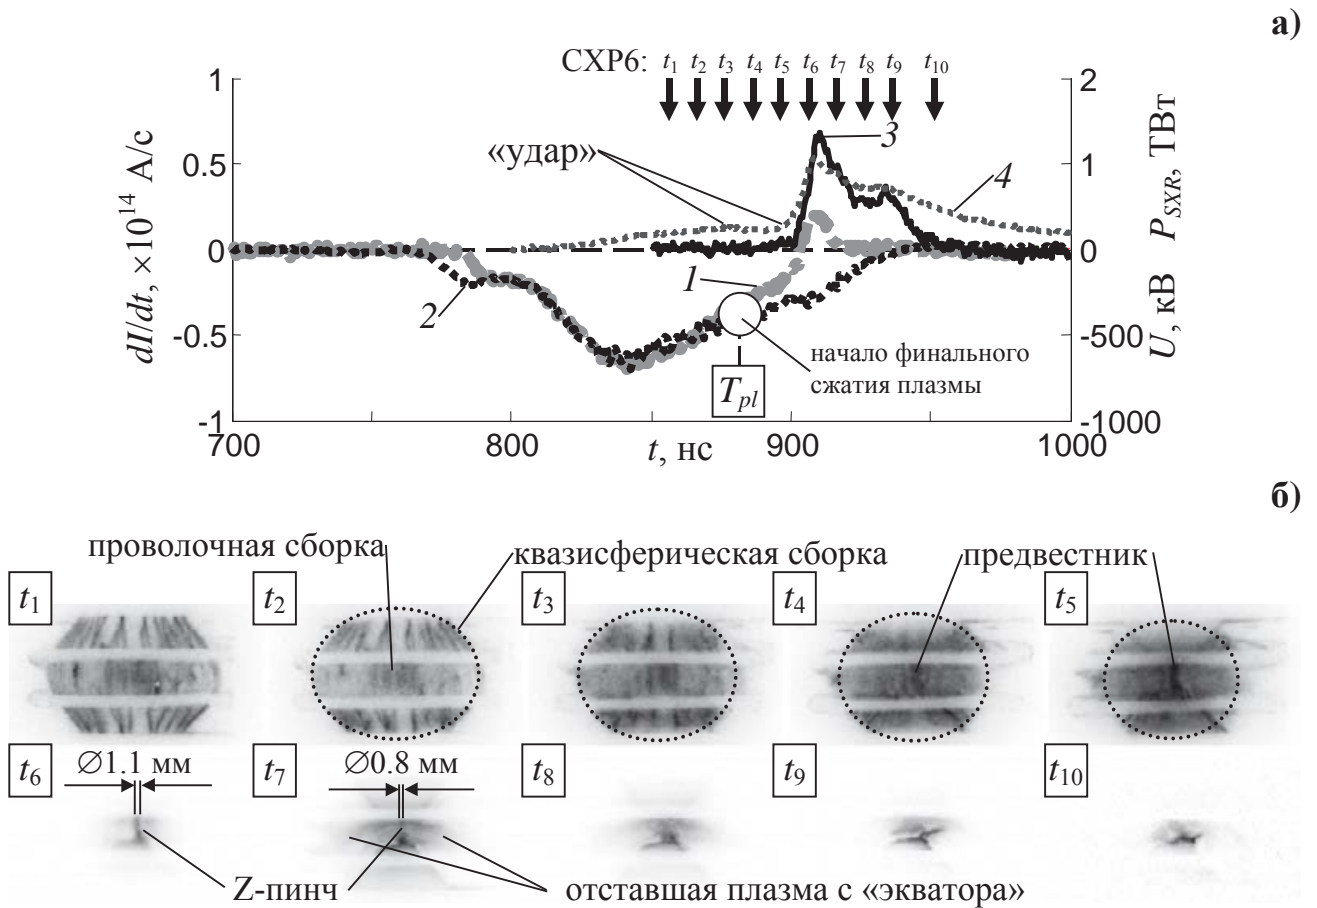 а)
СХР6: t1 t2 t3 t4 t5 t6 t7 t8 t9 t10
1
2
3
«удар»
0.5
1
4
0
0
1
2
-0.5
-500
начало финального
сжатия плазмы
Tpl
-1
-1000
700
800
900
1000
t, нс
dI/dt, ×10^14 А/с
U, кВ P_SXR, ТВт
б)
проволочная сборка
квазисферическая сборка
предвестник
t1
t2
t3
t4
t5
t6
∅1.1 мм
t7
∅0.8 мм
t8
t9
t10
Z-пинч
отставшая плазма с «экватора»